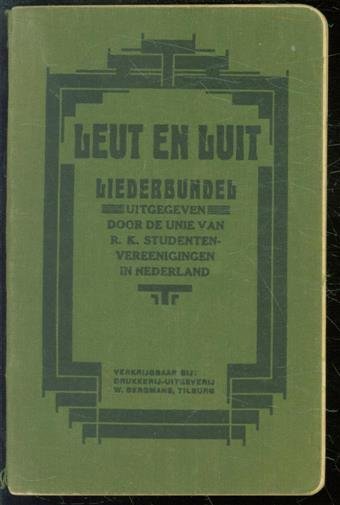 LEUT EN LUIT
LIEDERBUNDEL
UITGEGEVEN
DOOR DE UNIE VAN
R. K. STUDENTEN-
VEREENIGINGEN
IN NEDERLAND
VERKRIJGBAAR BIJ:
DRUKKERIJ-UITGEVERIJ
W. BERGMANS, TILBURG